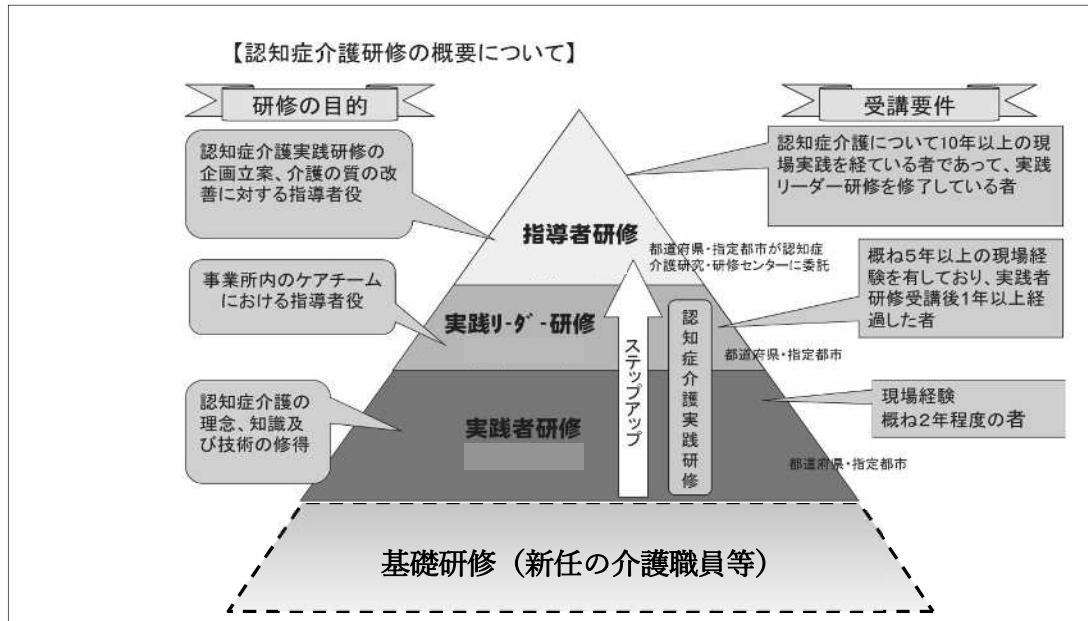 【認知症介護研修の概要について】
研修の目的
受講要件
認知症介護実践研修の
企画立案、介護の質の改
善に対する指導者役
認知症介護について10年以上の現
場実践を経ている者であって、実践
リーダー研修を修了している者
指導者研修
都道府県・指定都市が認知症
介護研究・研修センターに委託
事業所内のケアチーム
における指導者役
概ね5年以上の現場経
験を有しており、実践者
研修受講後1年以上経
過した者
実践ﾘｰﾀﾞｰ研修
都道府県・指定都市
ステップアップ
認知症介護実践研修
認知症介護の
理念、知識及
び技術の修得
実践者研修
現場経験
概ね2年程度の者
都道府県・指定都市
基礎研修（新任の介護職員等）